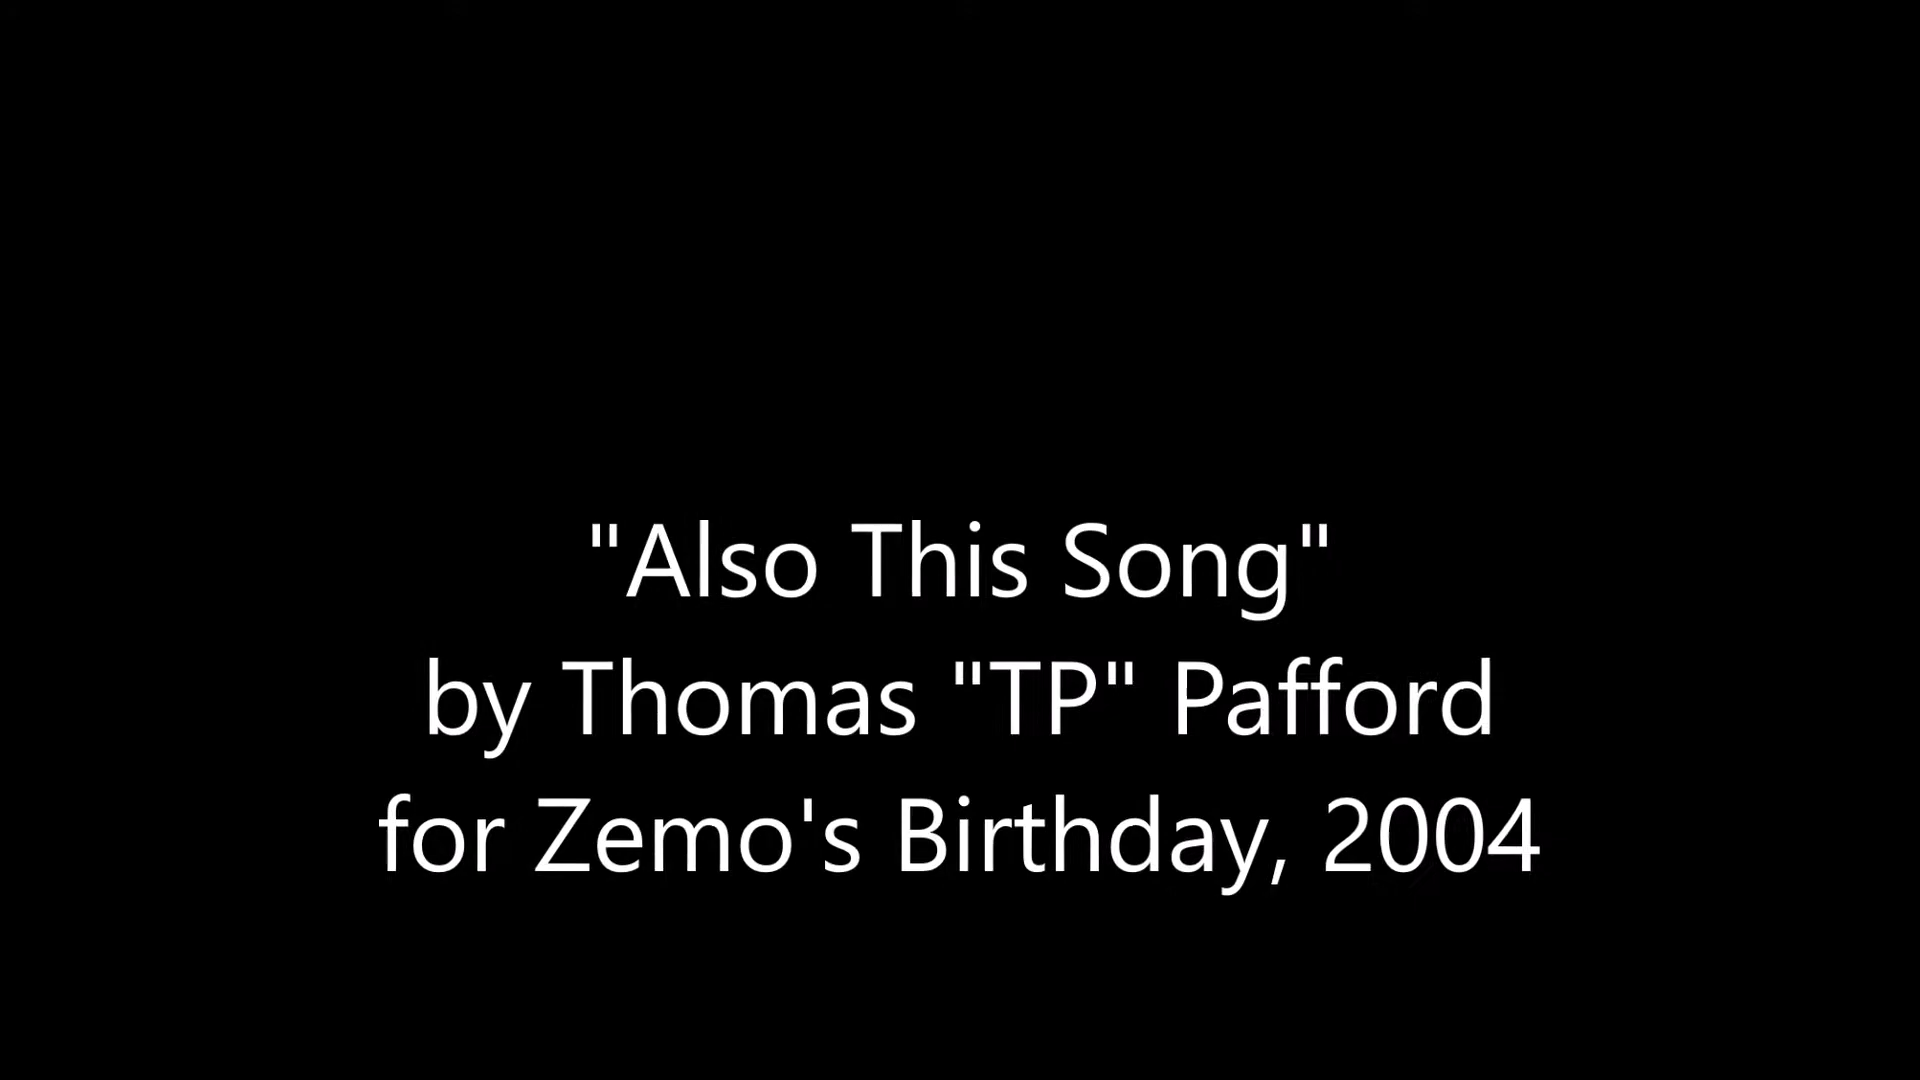 "Also This Song"
by Thomas "TP" Pafford
for Zemo's Birthday, 2004